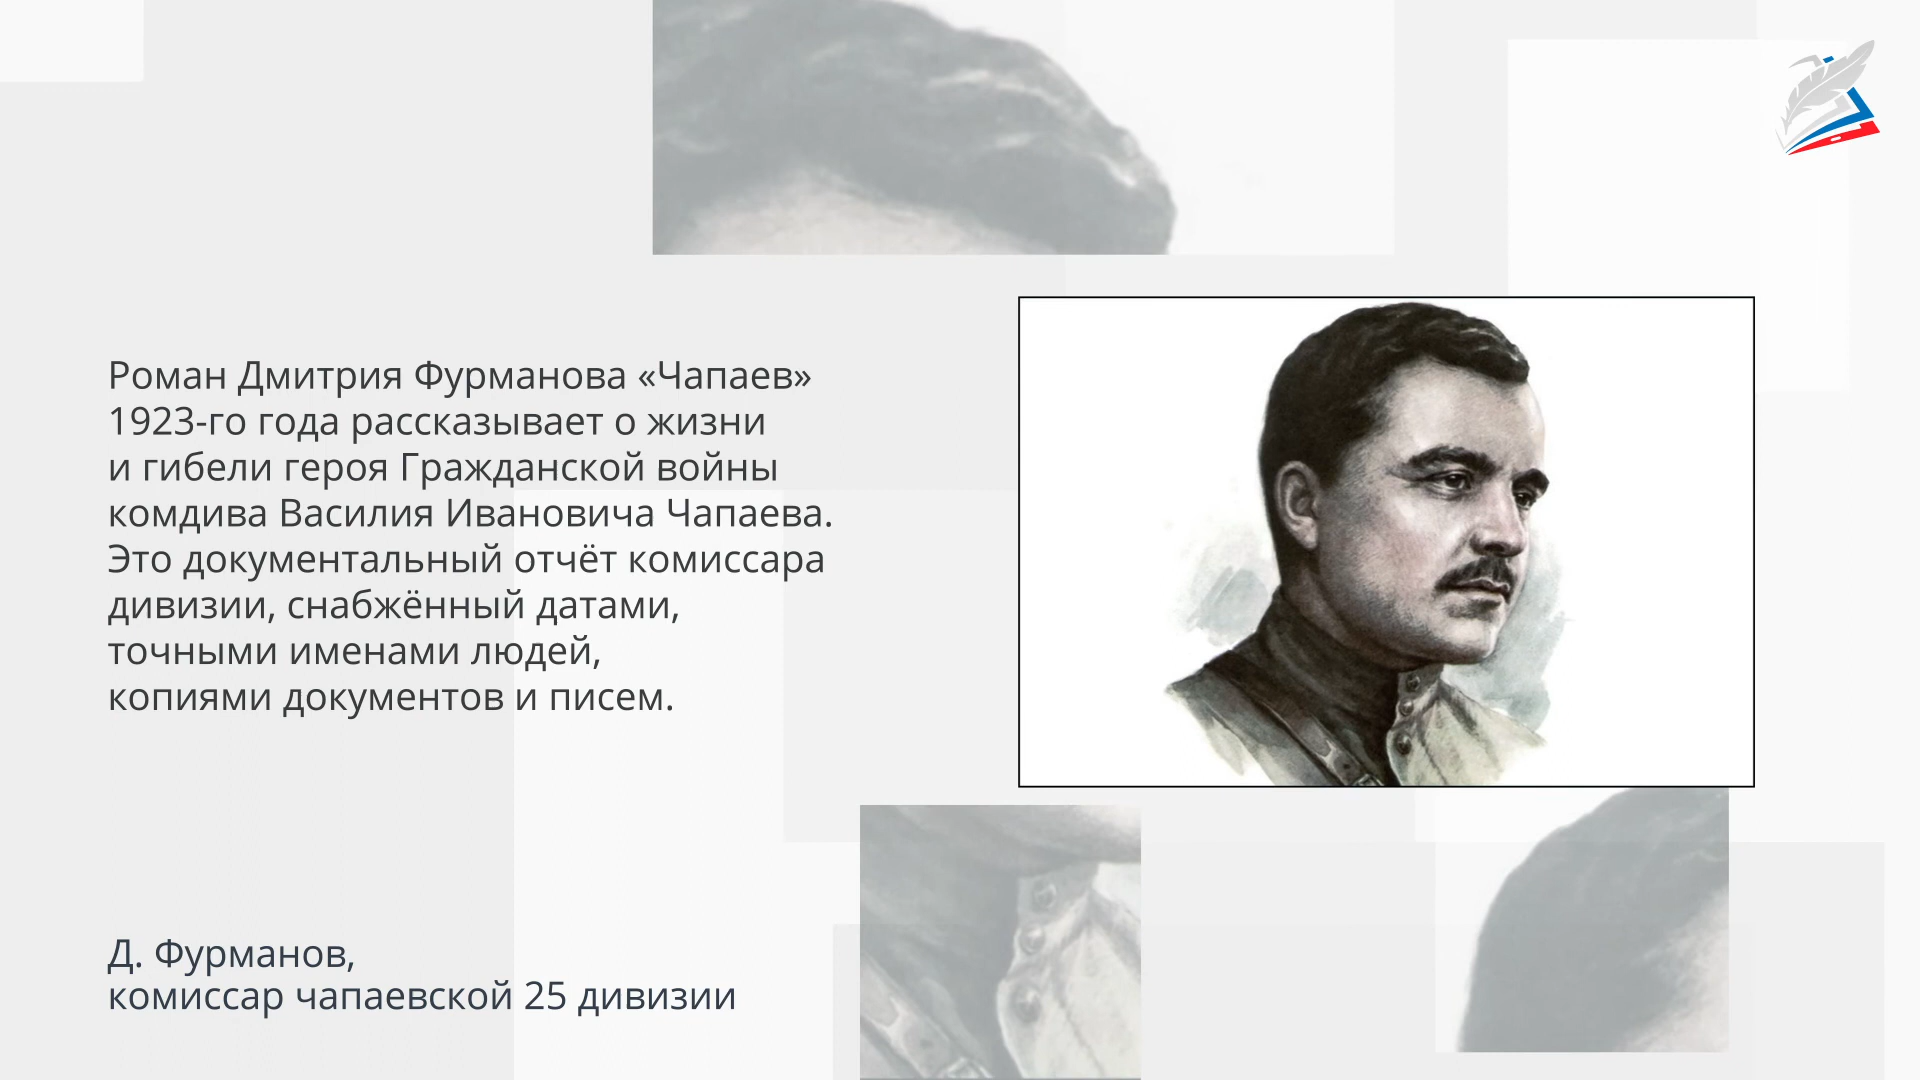 Роман Дмитрия Фурманова «Чапаев»
1923-го года рассказывает о жизни
и гибели героя Гражданской войны
комдива Василия Ивановича Чапаева.
Это документальный отчёт комиссара
дивизии, снабжённый датами,
точными именами людей,
копиями документов и писем.
Д. Фурманов,
комиссар чапаевской 25 дивизии